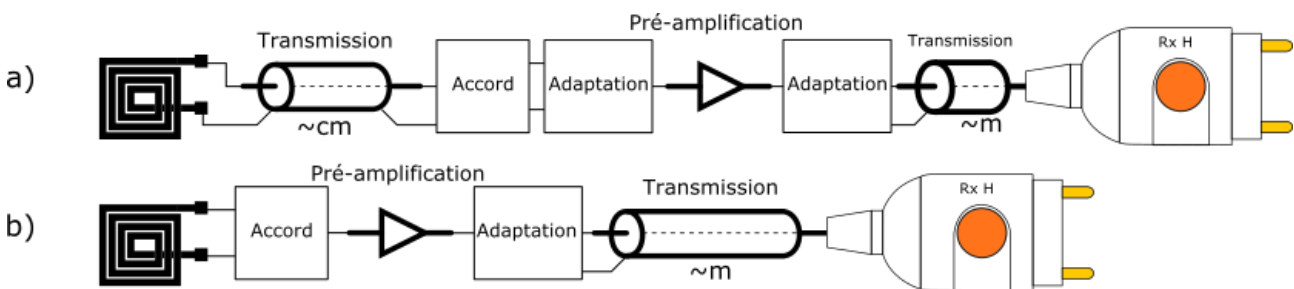 Pré-amplification
Transmission
Transmission
Rx H
a)
Accord
Adaptation
Adaptation
~cm
~m
Pré-amplification
Transmission
Rx H
b)
Accord
Adaptation
~m